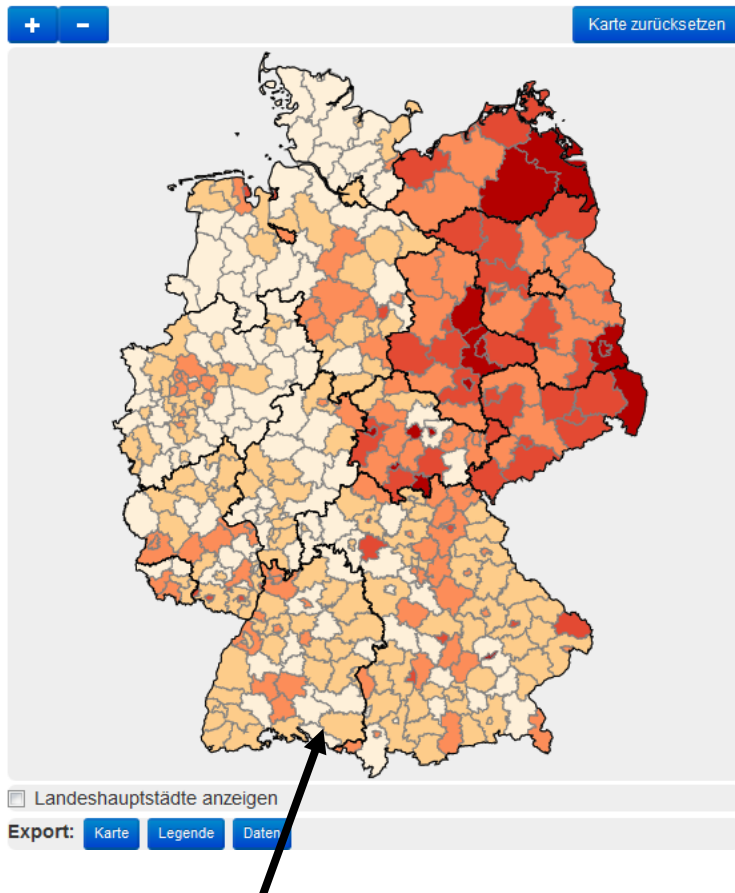 + - Karte zurücksetzen
Landeshauptstädte anzeigen
Export: Karte Legende Daten